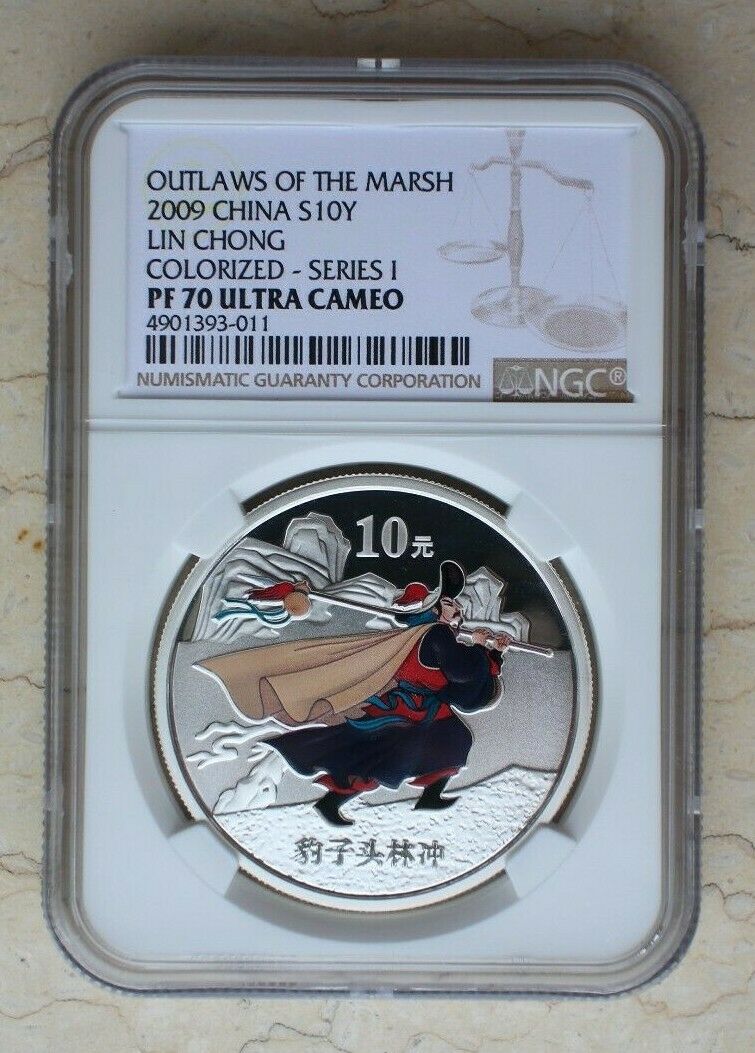 OUTLAWS OF THE MARSH
2009 CHINA S10Y
LIN CHONG
COLORIZED - SERIES I
PF 70 ULTRA CAMEO
4901393-011
NUMISMATIC GUARANTY CORPORATION
NGC®
10元
豹子头林冲